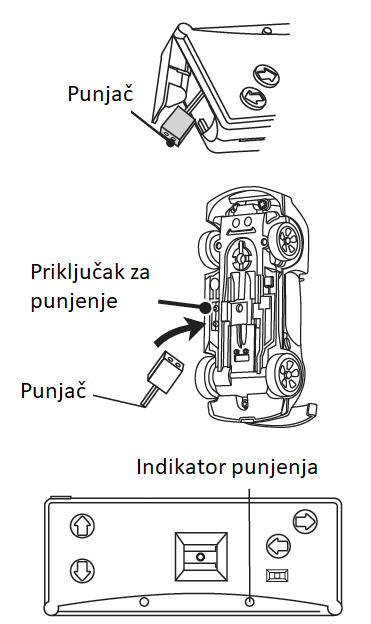 Punjač
Priključak za
punjenje
Punjač
Indikator punjenja